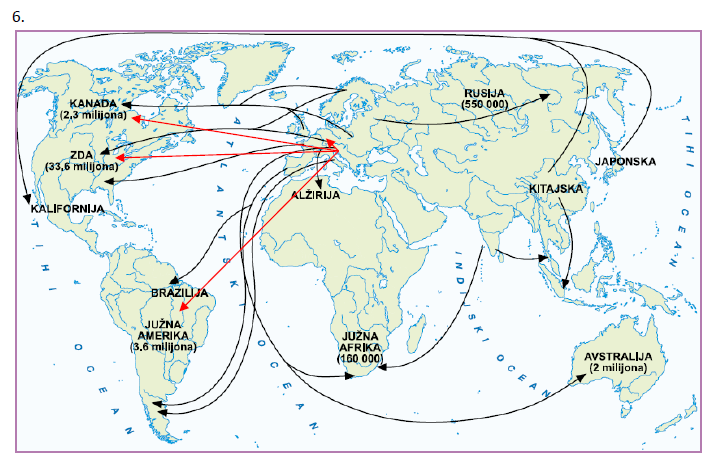 6.
KANADA
(2,3 milijona)
ZDA
(33,6 milijona)
KALIFORNIJA
BRAZILIJA
JUŽNA
AMERIKA
(3,6 milijona)
ALŽIRIJA
JUŽNA
AFRIKA
(160 000)
RUSIJA
(550 000)
JAPONSKA
KITAJSKA
AVSTRALIJA
(2 milijona)
TIHI OCEAN
ATLANTSKI OCEAN
INDIJSKI OCEAN
TIHI OCEAN